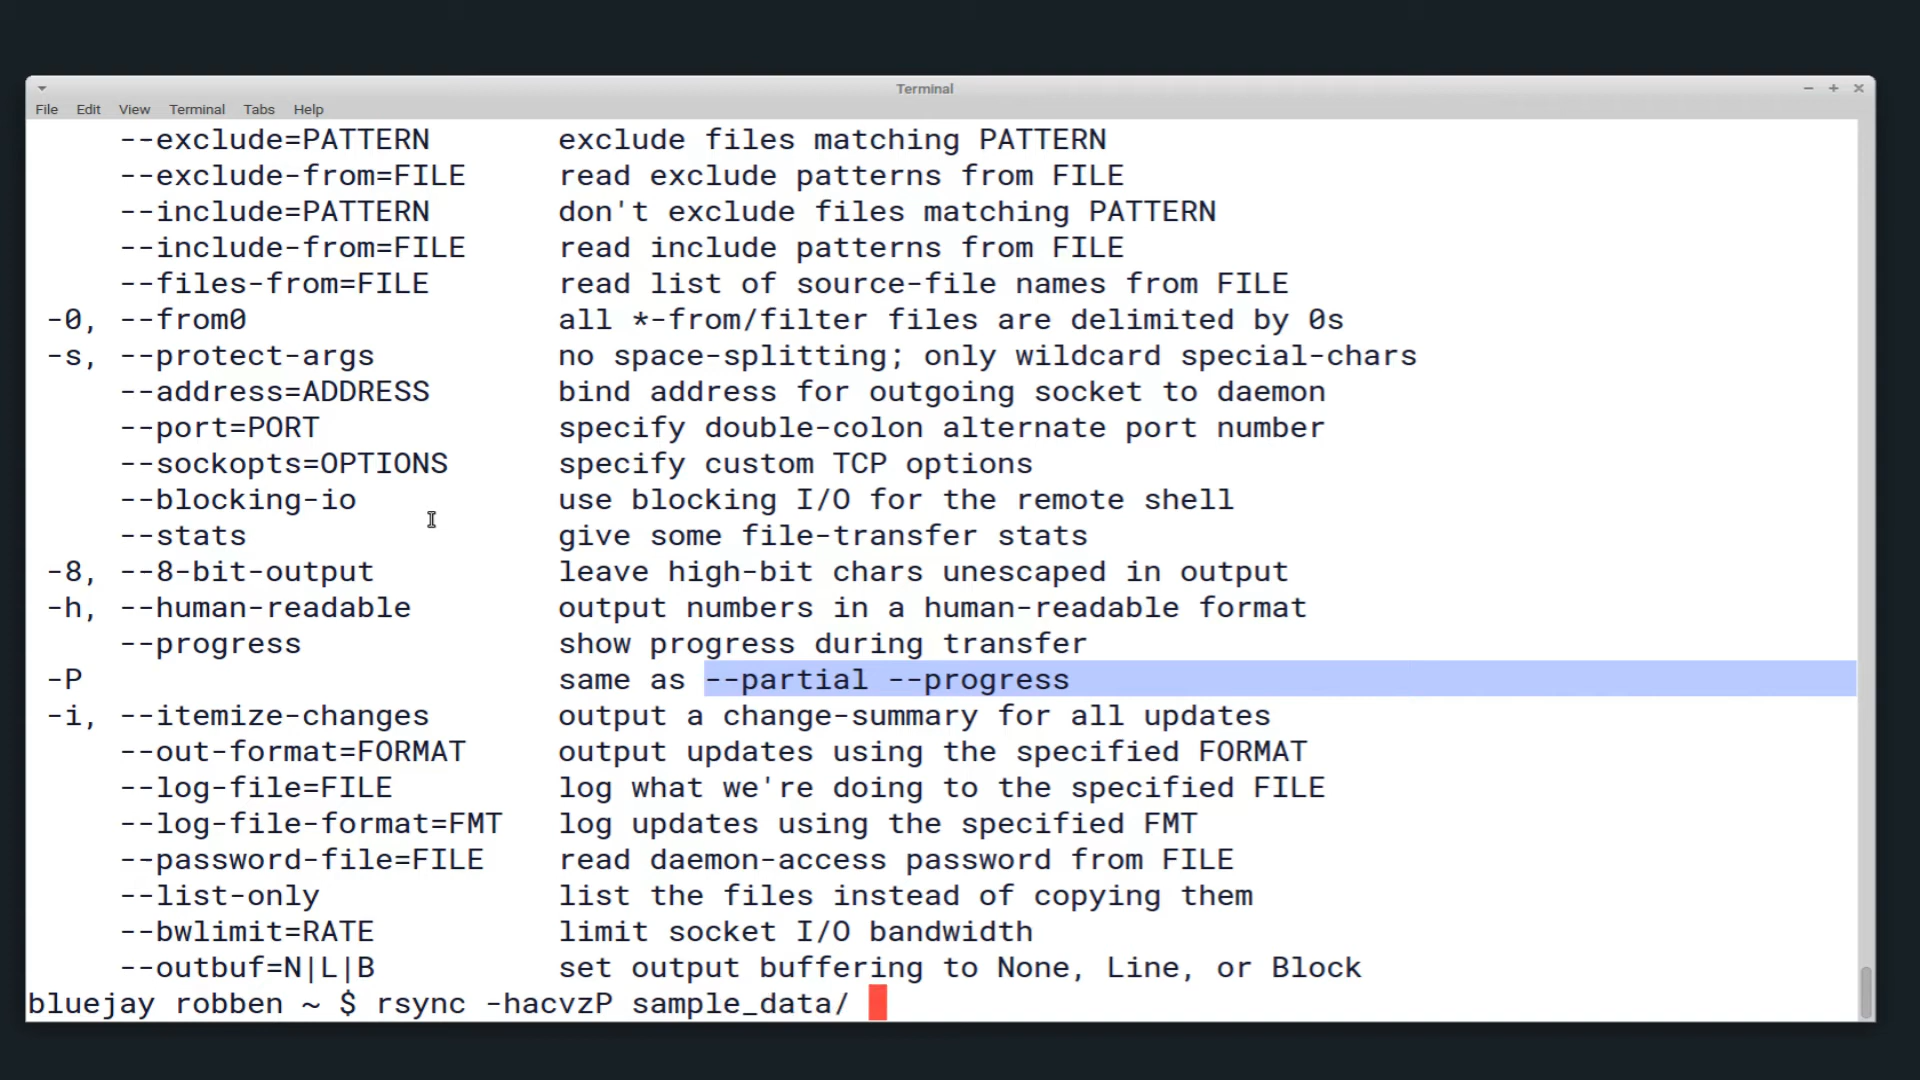 Terminal
File Edit View Terminal Tabs Help
--exclude=PATTERN exclude files matching PATTERN
--exclude-from=FILE read exclude patterns from FILE
--include=PATTERN don't exclude files matching PATTERN
--include-from=FILE read include patterns from FILE
--files-from=FILE read list of source-file names from FILE
-0, --from0 all *-from/filter files are delimited by 0s
-s, --protect-args no space-splitting; only wildcard special-chars
--address=ADDRESS bind address for outgoing socket to daemon
--port=PORT specify double-colon alternate port number
--sockopts=OPTIONS specify custom TCP options
--blocking-io use blocking I/O for the remote shell
--stats give some file-transfer stats
-8, --8-bit-output leave high-bit chars unescaped in output
-h, --human-readable output numbers in a human-readable format
--progress show progress during transfer
-P same as --partial --progress
-i, --itemize-changes output a change-summary for all updates
--out-format=FORMAT output updates using the specified FORMAT
--log-file=FILE log what we're doing to the specified FILE
--log-file-format=FMT log updates using the specified FMT
--password-file=FILE read daemon-access password from FILE
--list-only list the files instead of copying them
--bwlimit=RATE limit socket I/O bandwidth
--outbuf=N|L|B set output buffering to None, Line, or Block
bluejay robben ~ $ rsync -hacvzP sample_data/